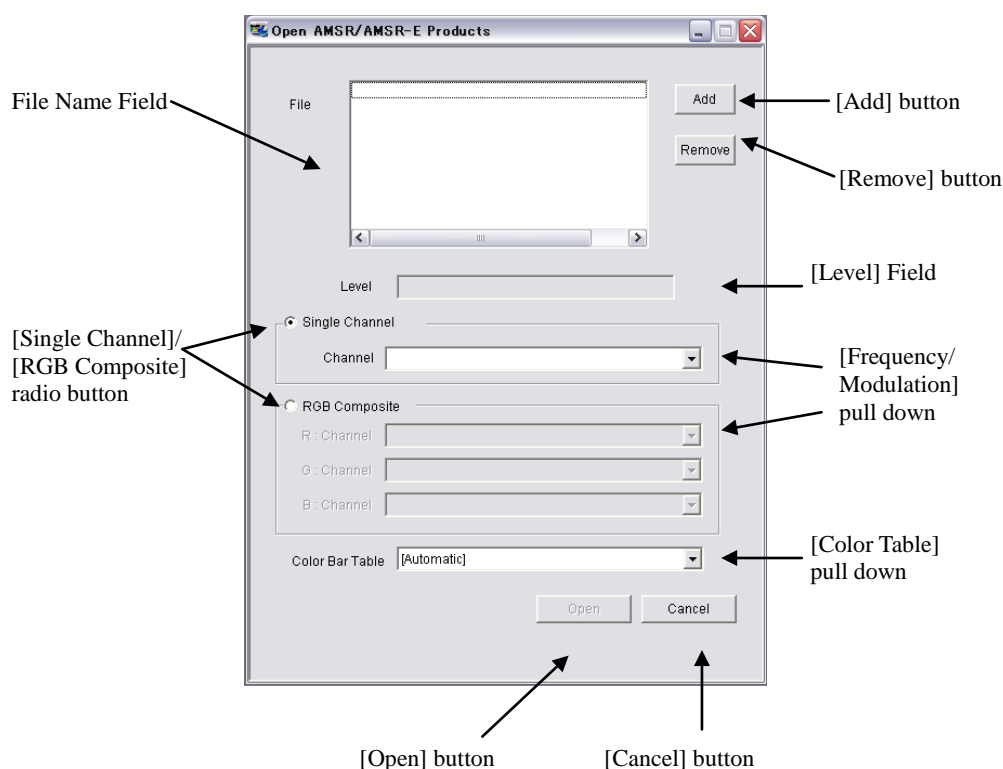 Open AMSR/AMSR-E Products
File Name Field
File
Add
[Add] button
Remove
[Remove] button
Level
[Level] Field
[Single Channel]/
[RGB Composite]
radio button
Single Channel
Channel
[Frequency/
Modulation]
pull down
RGB Composite
R : Channel
G : Channel
B : Channel
Color Bar Table
[Automatic]
[Color Table]
pull down
Open
Cancel
[Open] button
[Cancel] button